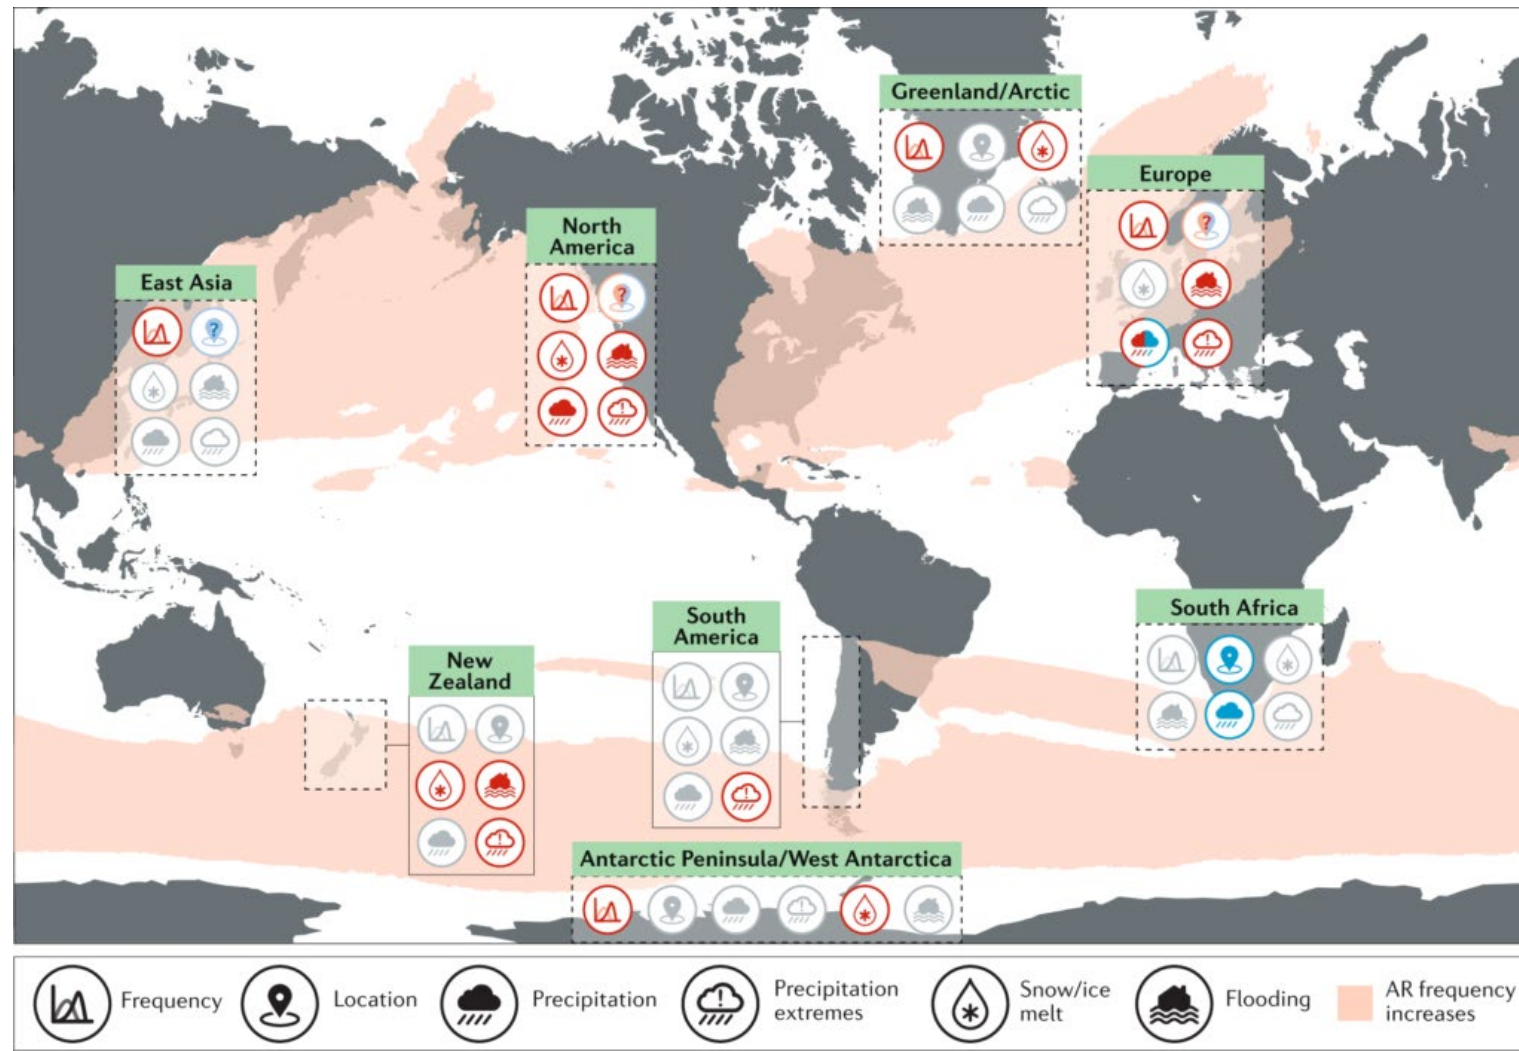 Greenland/Arctic
Europe
North
America
?
?
East Asia
?
!
!
South Africa
South
America
New
Zealand
!
!
Antarctic Peninsula/West Antarctica
Frequency
Location
Precipitation
!
Precipitation
extremes
Snow/ice
melt
Flooding
AR frequency
increases